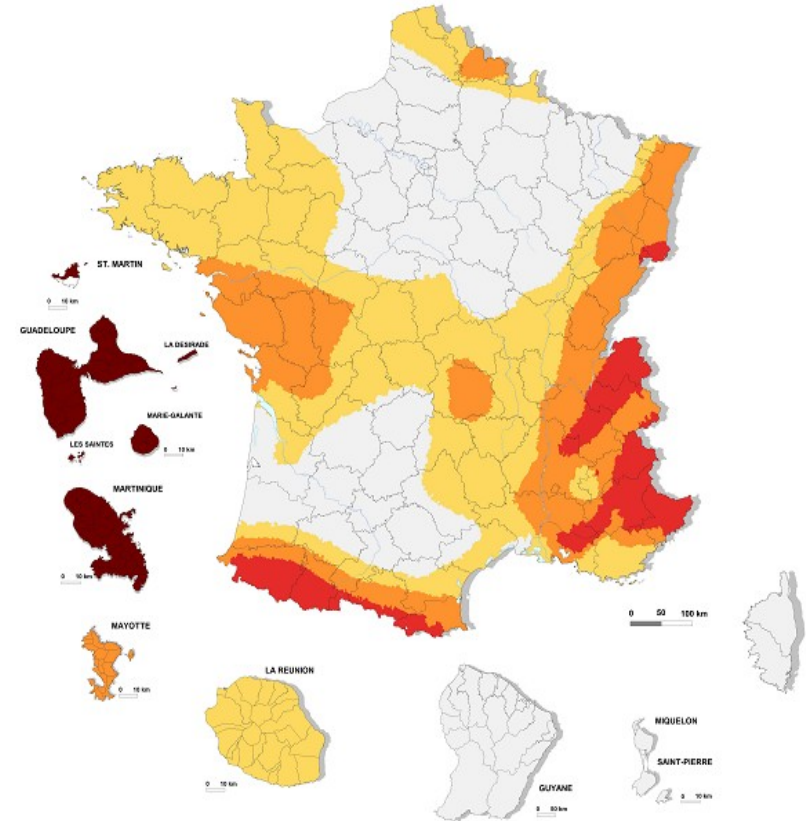 ST. MARTIN
0 10 km
GUADELOUPE
LA DÉSIRADE
MARIE-GALANTE
0 10 km
LES SAINTES
MARTINIQUE
0 10 km
0 50 100 km
MAYOTTE
0 10 km
LA REUNION
0 10 km
MIQUELON
SAINT-PIERRE
0 10 km
GUYANE
0 50 km